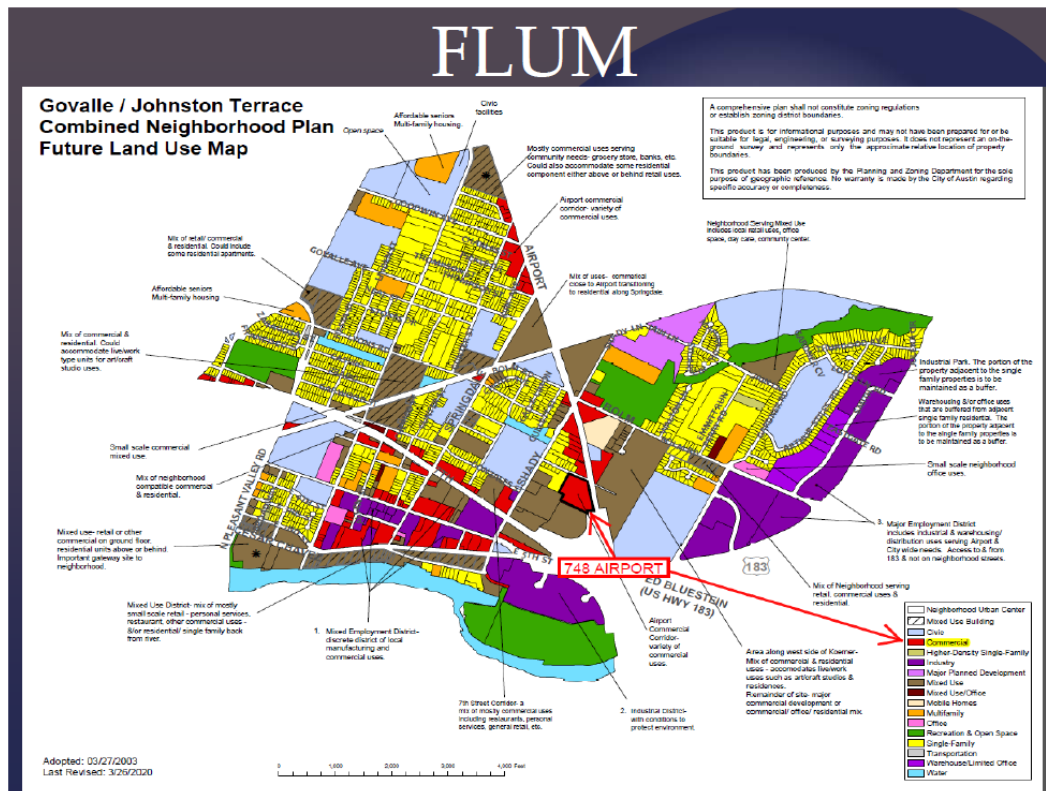 FLUM
Govalle / Johnston Terrace
Combined Neighborhood Plan
Future Land Use Map
Open space
Affordable seniors
Multi-family housing.
Civic
facilities
Mostly commercial uses serving
community needs- grocery store, banks, etc.
Could also accommodate some residential
component either above or behind retail uses.
A comprehensive plan shall not constitute zoning regulations
or establish zoning district boundaries.
This product is for informational purposes and may not have been prepared for or be
suitable for legal, engineering, or surveying purposes. It does not represent an on-the-
ground survey and represents only the approximate relative location of property
boundaries.
This product has been produced by the Planning and Zoning Department for the sole
purpose of geographic reference. No warranty is made by the City of Austin regarding
specific accuracy or completeness.
Airport commercial
corridor- variety of
commercial uses.
Neighborhood Serving Mixed Use
includes local retail uses, office
space, day care, community center.
Mix of retail/ commercial
& residential. Could include
some residential apartments.
GOVALLE AVE
AIRPORT
Mix of uses- commerical
close to Airport transitioning
to residential along Springdale.
Affordable seniors
Multi-family housing
Mix of commercial &
residential. Could
accommodate live/work
type units for art/craft
studio uses.
Industrial Park. The portion of the
property adjacent to the single
family properties is to be
maintained as a buffer.
Warehousing &/or office uses
that are buffered from adjacent
single family residential. The
portion of the property adjacent
to the single family properties is
to be maintained as a buffer.
SPRINGDALE
Small scale commercial
mixed use.
Small scale neighborhood
office uses.
Mix of neighborhood
compatible commercial
& residential.
SHADY
N PLEASANT VALLEY RD
Mixed use- retail or other
commercial on ground floor,
residential units above or behind.
Important gateway site to
neighborhood.
3. Major Employment District
includes industrial & warehousing/
distribution uses serving Airport &
City wide needs. Access to & from
183 & not on neighborhood streets.
E 5TH ST
748 AIRPORT
183
ED BLUESTEIN
(US HWY 183)
Mix of Neighborhood serving
retail, commercial uses &
residential.
Mixed Use District- mix of mostly
small scale retail - personal services,
restaurant, other commercial uses -
&/or residential/ single family back
from river.
1. Mixed Employment District-
discrete district of local
manufacturing and
commercial uses.
Airport
Commercial
Corridor-
variety of
commercial
uses.
Area along west side of Koerner-
Mix of commercial & residential
uses - accomodates live/work
uses such as art/craft studios &
residences.
Remainder of site- major
commercial development or
commercial/ office/ residential mix.
7th Street Corridor- a
mix of mostly commercial uses
including restaurants, personal
services, general retail, etc.
2. Industrial District-
with conditions to
protect environment.
Neighborhood Urban Center
Mixed Use Building
Civic
Commercial
Higher-Density Single-Family
Industry
Major Planned Development
Mixed Use
Mixed Use/Office
Mobile Homes
Multifamily
Office
Recreation & Open Space
Single-Family
Transportation
Warehouse/Limited Office
Water
Adopted: 03/27/2003
Last Revised: 3/26/2020
0 1,000 2,000 3,000 4,000 Feet